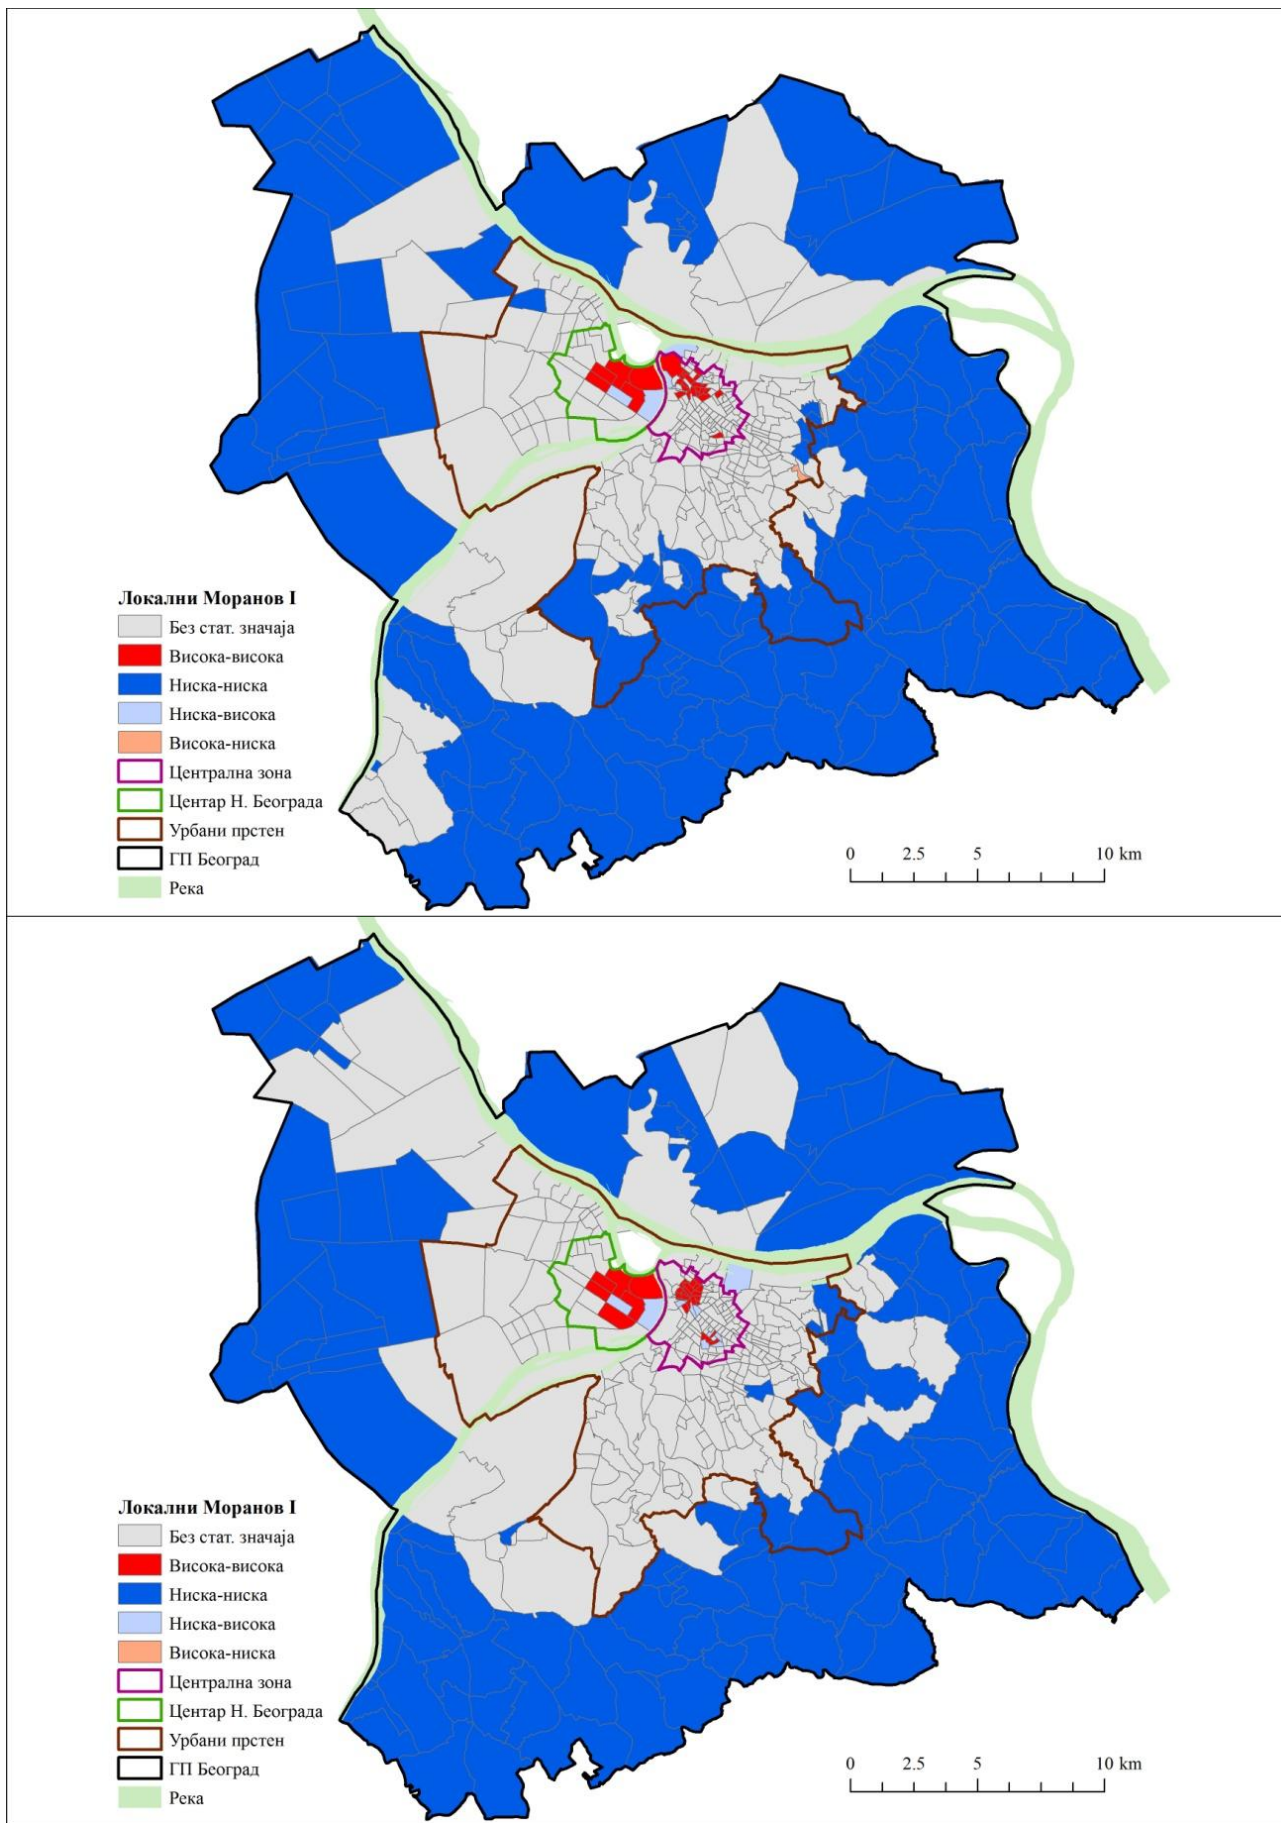 Локални Моранов I
Без стат. значаја
Висока-висока
Ниска-ниска
Ниска-висока
Висока-ниска
Централна зона
Центар Н. Београда
Урбани прстен
ГП Београд
Река
0 2.5 5 10 km
Локални Моранов I
Без стат. значаја
Висока-висока
Ниска-ниска
Ниска-висока
Висока-ниска
Централна зона
Центар Н. Београда
Урбани прстен
ГП Београд
Река
0 2.5 5 10 km